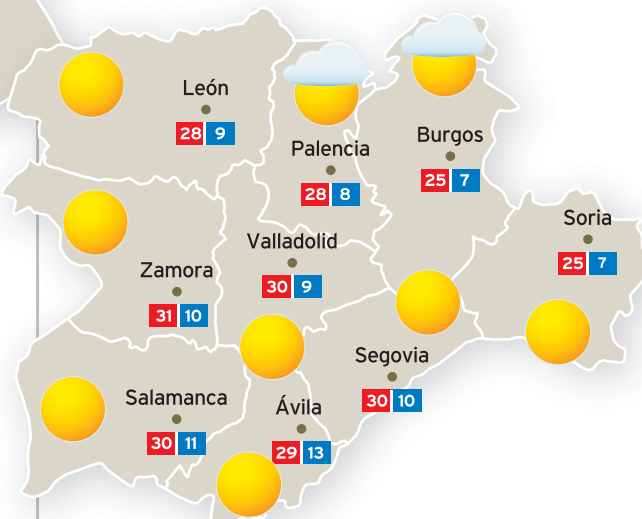 León
28 9
Palencia
28 8
Burgos
25 7
Soria
25 7
Zamora
31 10
Valladolid
30 9
Segovia
30 10
Salamanca
30 11
Ávila
29 13